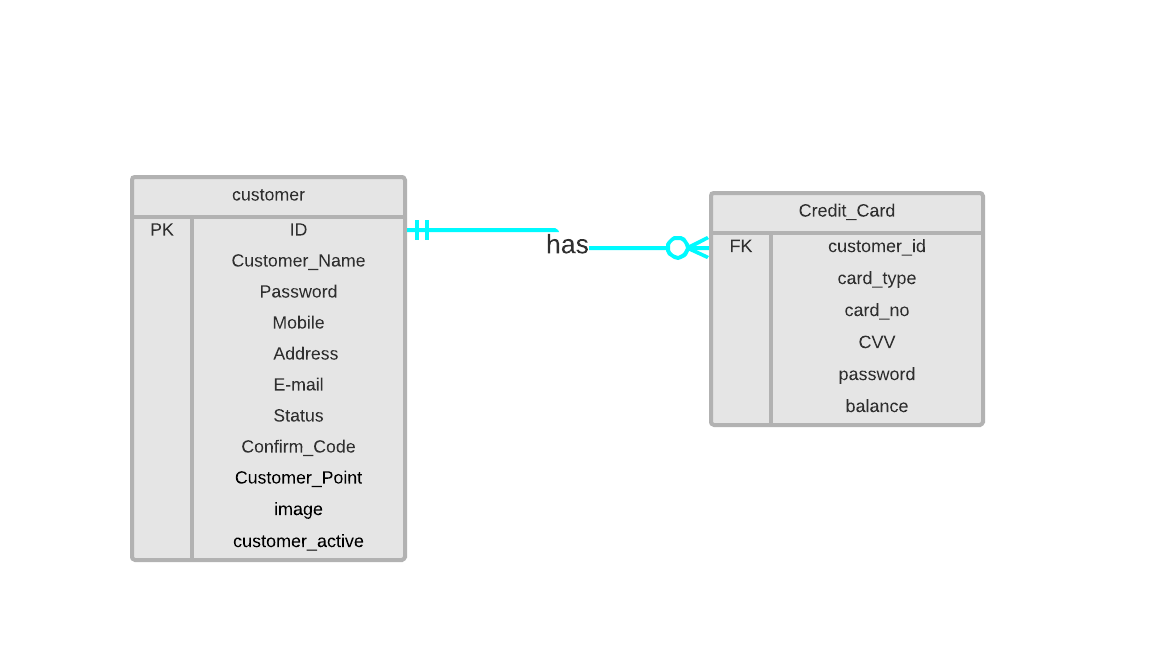 customer
PK ID
Customer_Name
Password
Mobile
Address
E-mail
Status
Confirm_Code
Customer_Point
image
customer_active
has
Credit_Card
FK customer_id
card_type
card_no
CVV
password
balance